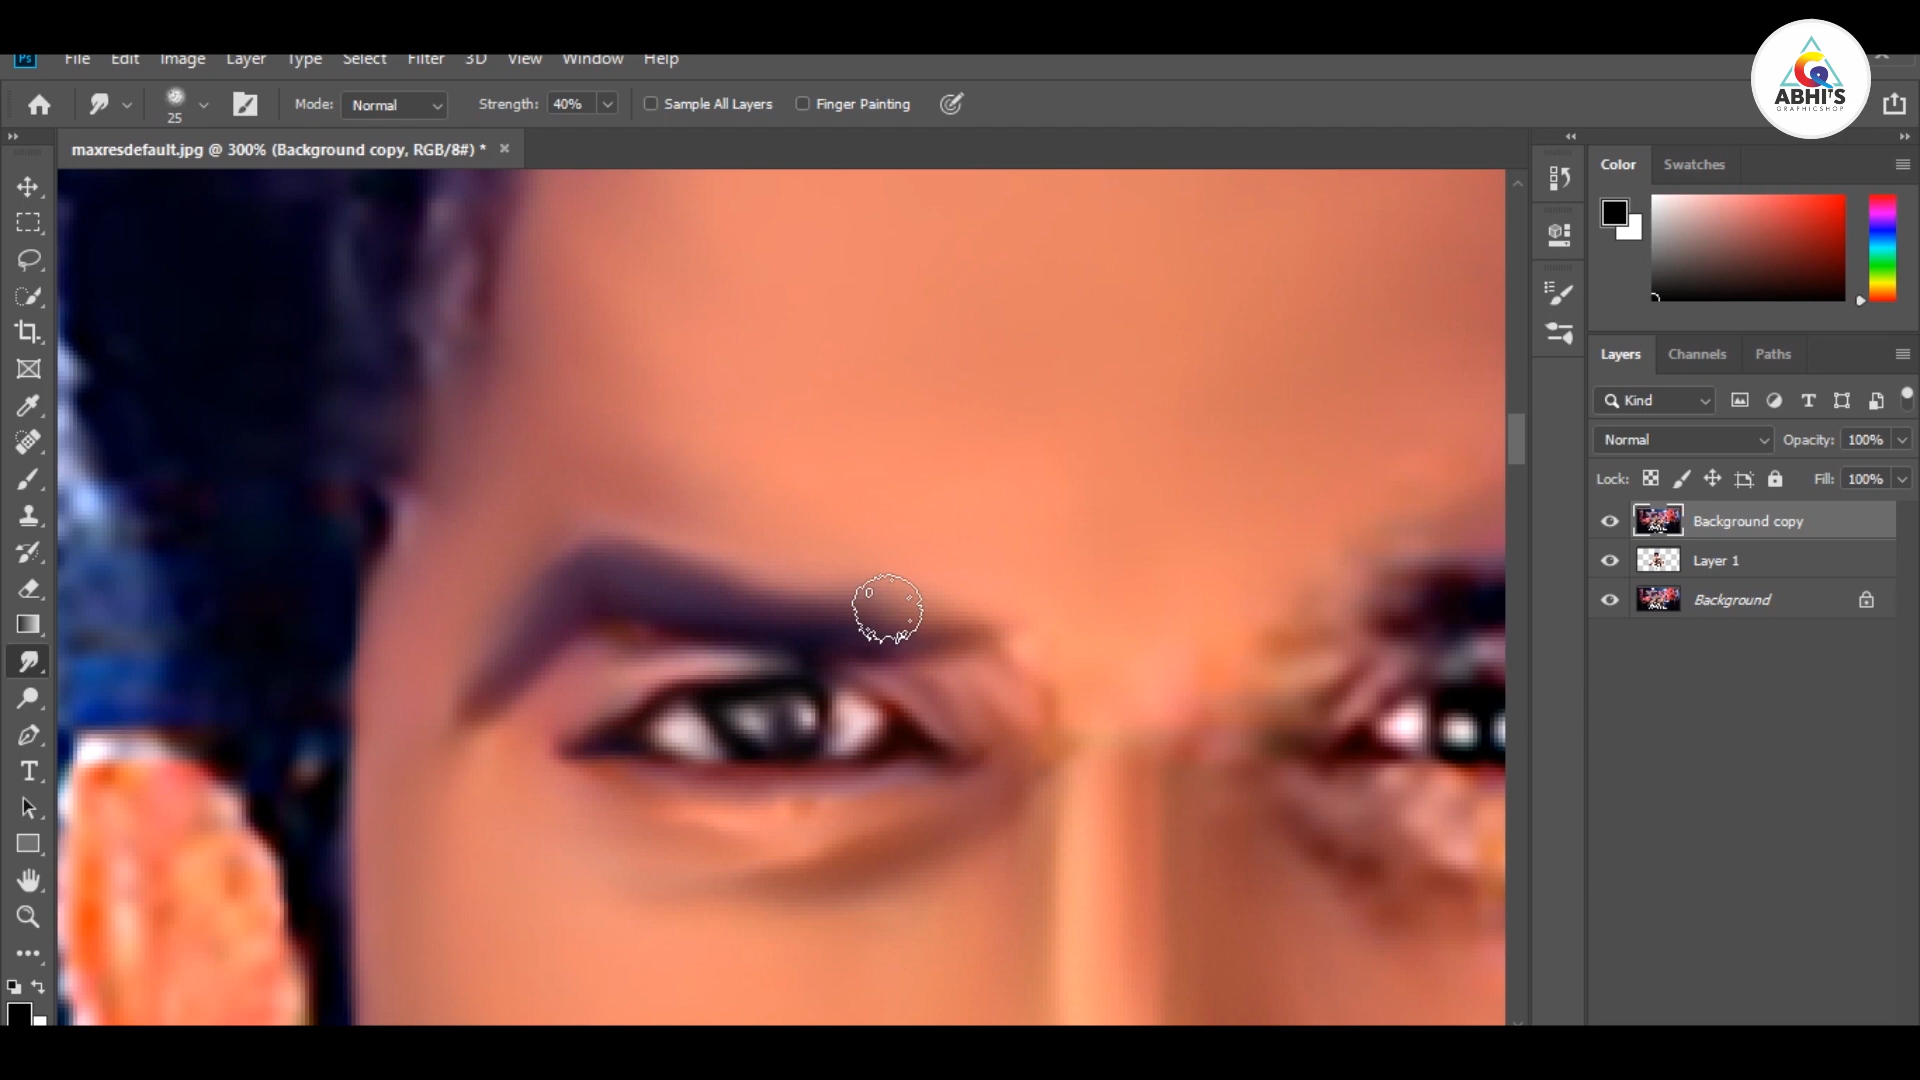 Ps File Edit Image Layer Type Select Filter 3D View Window Help
ABHI'S
GRAPHICSHOP
25 Mode: Normal Strength: 40% Sample All Layers Finger Painting
maxresdefault.jpg @ 300% (Background copy, RGB/8#) *
Color Swatches
Layers Channels Paths
Kind
Normal Opacity: 100%
Lock: Fill: 100%
Background copy
Layer 1
Background